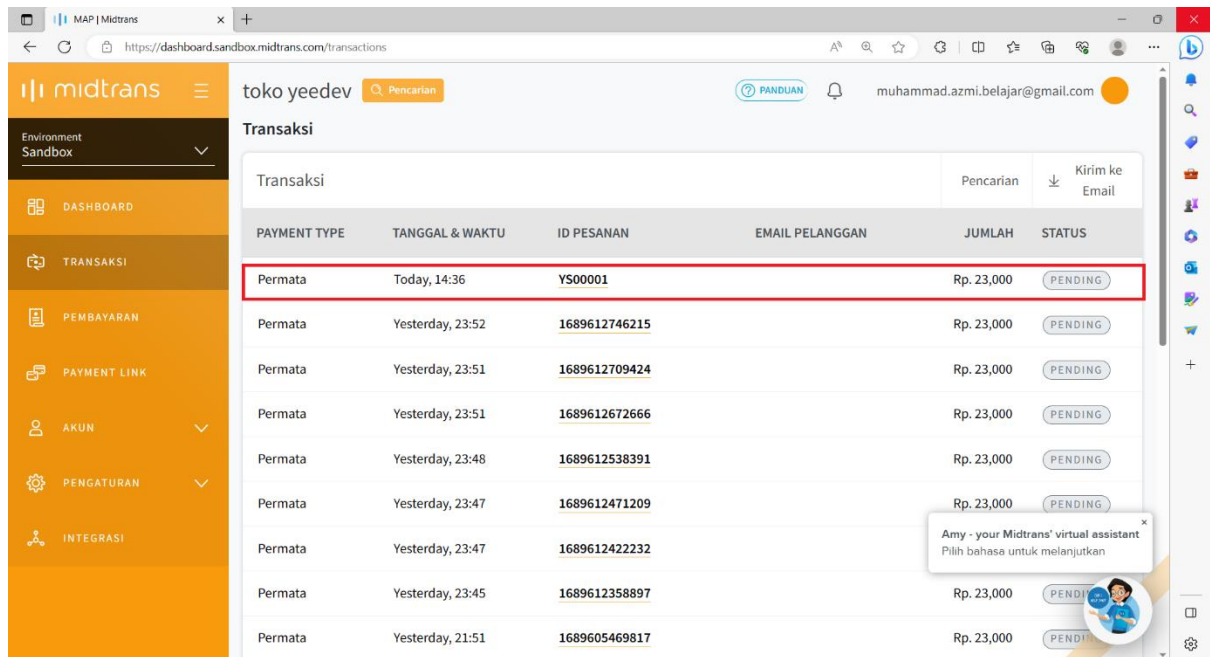 MAP | Midtrans
https://dashboard.sandbox.midtrans.com/transactions
midtrans
toko yeedev Pencarian PANDUAN muhammad.azmi.belajar@gmail.com
Environment
Sandbox
Transaksi
Transaksi Pencarian Kirim ke
Email
DASHBOARD
TRANSAKSI
PEMBAYARAN
PAYMENT LINK
AKUN
PENGATURAN
INTEGRASI
PAYMENT TYPE TANGGAL & WAKTU ID PESANAN EMAIL PELANGGAN JUMLAH STATUS
Permata Today, 14:36 YS00001 Rp. 23,000 PENDING
Permata Yesterday, 23:52 1689612746215 Rp. 23,000 PENDING
Permata Yesterday, 23:51 1689612709424 Rp. 23,000 PENDING
Permata Yesterday, 23:51 1689612672666 Rp. 23,000 PENDING
Permata Yesterday, 23:48 1689612538391 Rp. 23,000 PENDING
Permata Yesterday, 23:47 1689612471209 Rp. 23,000 PENDING
Permata Yesterday, 23:47 1689612422232
Permata Yesterday, 23:45 1689612358897 Rp. 23,000
Permata Yesterday, 21:51 1689605469817 Rp. 23,000
Amy - your Midtrans' virtual assistant
Pilih bahasa untuk melanjutkan